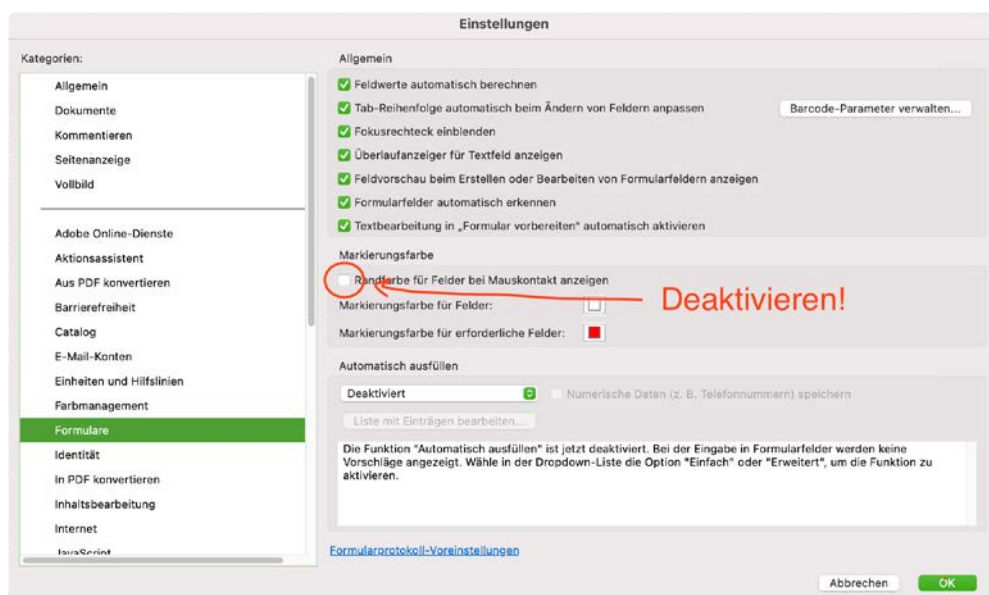 Einstellungen
Kategorien:
Allgemein
Dokumente
Kommentieren
Seitenanzeige
Vollbild
Adobe Online-Dienste
Aktionsassistent
Aus PDF konvertieren
Barrierefreiheit
Catalog
E-Mail-Konten
Einheiten und Hilfslinien
Farbmanagement
Formulare
Identität
In PDF konvertieren
Inhaltsbearbeitung
Internet
JavaScript
Allgemein
Feldwerte automatisch berechnen
Tab-Reihenfolge automatisch beim Ändern von Feldern anpassen
Barcode-Parameter verwalten...
Fokusrechteck einblenden
Überlaufanzeiger für Textfeld anzeigen
Feldvorschau beim Erstellen oder Bearbeiten von Formularfeldern anzeigen
Formularfelder automatisch erkennen
Textbearbeitung in „Formular vorbereiten" automatisch aktivieren
Markierungsfarbe
Randfarbe für Felder bei Mauskontakt anzeigen
Deaktivieren!
Markierungsfarbe für Felder:
Markierungsfarbe für erforderliche Felder:
Automatisch ausfüllen
Deaktiviert
Numerische Daten (z. B. Telefonnummern) speichern
Liste mit Einträgen bearbeiten...
Die Funktion "Automatisch ausfüllen" ist jetzt deaktiviert. Bei der Eingabe in Formularfelder werden keine
Vorschläge angezeigt. Wähle in der Dropdown-Liste die Option "Einfach" oder "Erweitert", um die Funktion zu
aktivieren.
Formularprotokoll-Voreinstellungen
Abbrechen
OK